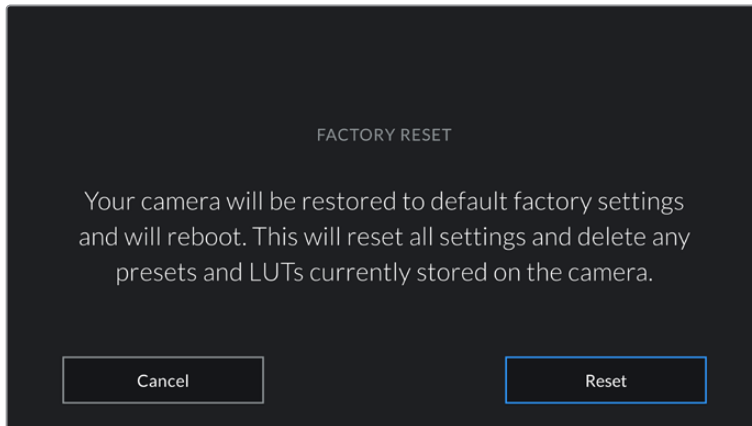 FACTORY RESET
Your camera will be restored to default factory settings
and will reboot. This will reset all settings and delete any
presets and LUTs currently stored on the camera.
Cancel
Reset